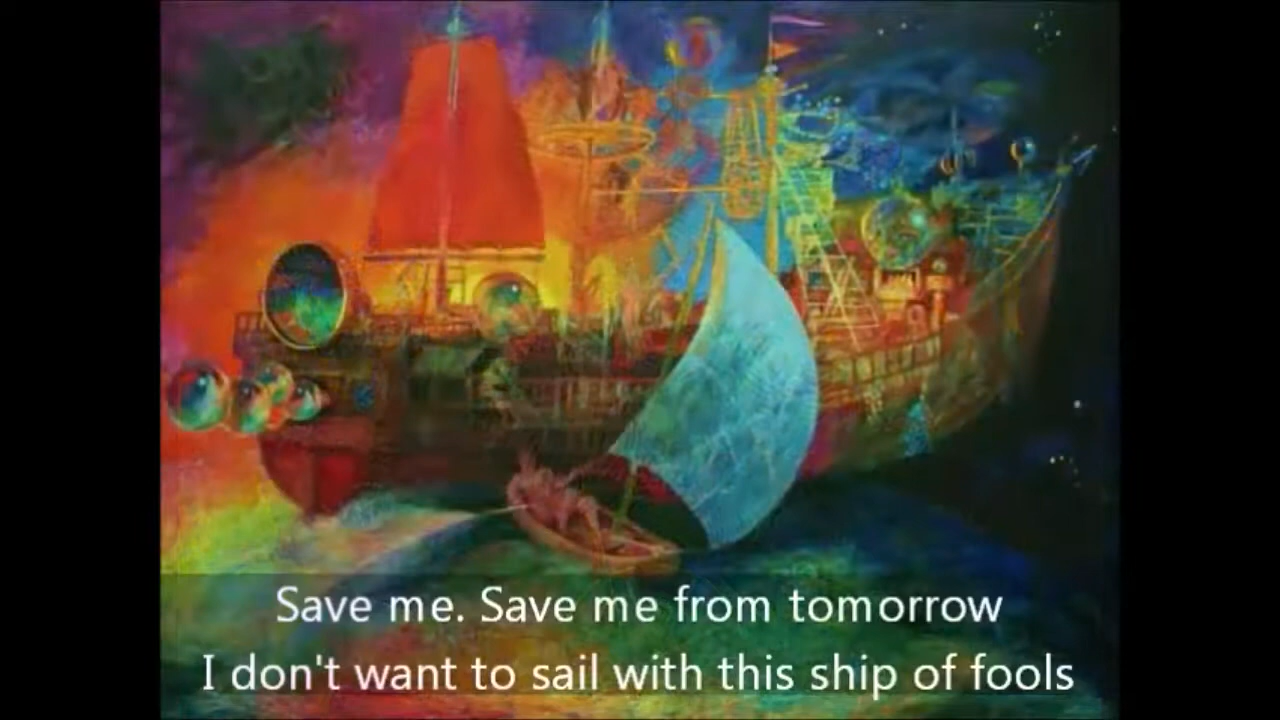 Save me. Save me from tomorrow
I don't want to sail with this ship of fools